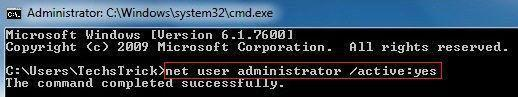 Administrator: C:\Windows\system32\cmd.exe
Microsoft Windows [Version 6.1.7600]
Copyright (c) 2009 Microsoft Corporation.  All rights reserved.
C:\Users\TechsTrick>net user administrator /active:yes
The command completed successfully.